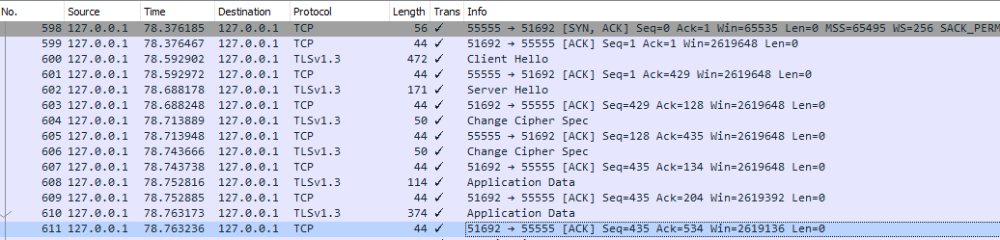 No. Source Time Destination Protocol Length Trans Info
598 127.0.0.1 78.376185 127.0.0.1 TCP 56 ✓ 55555 → 51692 [SYN, ACK] Seq=0 Ack=1 Win=65535 Len=0 MSS=65495 WS=256 SACK_PERM
599 127.0.0.1 78.376467 127.0.0.1 TCP 44 ✓ 51692 → 55555 [ACK] Seq=1 Ack=1 Win=2619648 Len=0
600 127.0.0.1 78.592902 127.0.0.1 TLSv1.3 472 ✓ Client Hello
601 127.0.0.1 78.592972 127.0.0.1 TCP 44 ✓ 55555 → 51692 [ACK] Seq=1 Ack=429 Win=2619648 Len=0
602 127.0.0.1 78.688178 127.0.0.1 TLSv1.3 171 ✓ Server Hello
603 127.0.0.1 78.688248 127.0.0.1 TCP 44 ✓ 51692 → 55555 [ACK] Seq=429 Ack=128 Win=2619648 Len=0
604 127.0.0.1 78.713889 127.0.0.1 TLSv1.3 50 ✓ Change Cipher Spec
605 127.0.0.1 78.713948 127.0.0.1 TCP 44 ✓ 55555 → 51692 [ACK] Seq=128 Ack=435 Win=2619648 Len=0
606 127.0.0.1 78.743666 127.0.0.1 TLSv1.3 50 ✓ Change Cipher Spec
607 127.0.0.1 78.743738 127.0.0.1 TCP 44 ✓ 51692 → 55555 [ACK] Seq=435 Ack=134 Win=2619648 Len=0
608 127.0.0.1 78.752816 127.0.0.1 TLSv1.3 114 ✓ Application Data
609 127.0.0.1 78.752885 127.0.0.1 TCP 44 ✓ 51692 → 55555 [ACK] Seq=435 Ack=204 Win=2619392 Len=0
610 127.0.0.1 78.763173 127.0.0.1 TLSv1.3 374 ✓ Application Data
611 127.0.0.1 78.763236 127.0.0.1 TCP 44 ✓ 51692 → 55555 [ACK] Seq=435 Ack=534 Win=2619136 Len=0